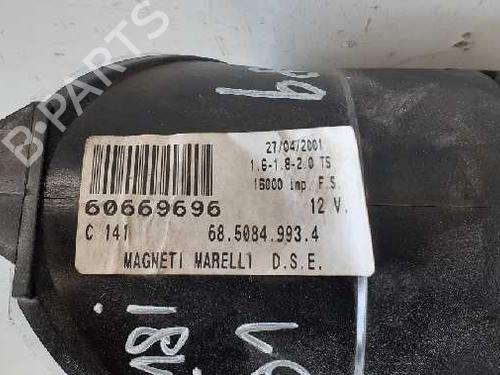 B-PARTS
27/04/2001
1.6-1.8-2.0 TS
16000 imp. F.S.
60669696
12 V.
C 141
68.5084.993.4
MAGNETI MARELLI D.S.E.